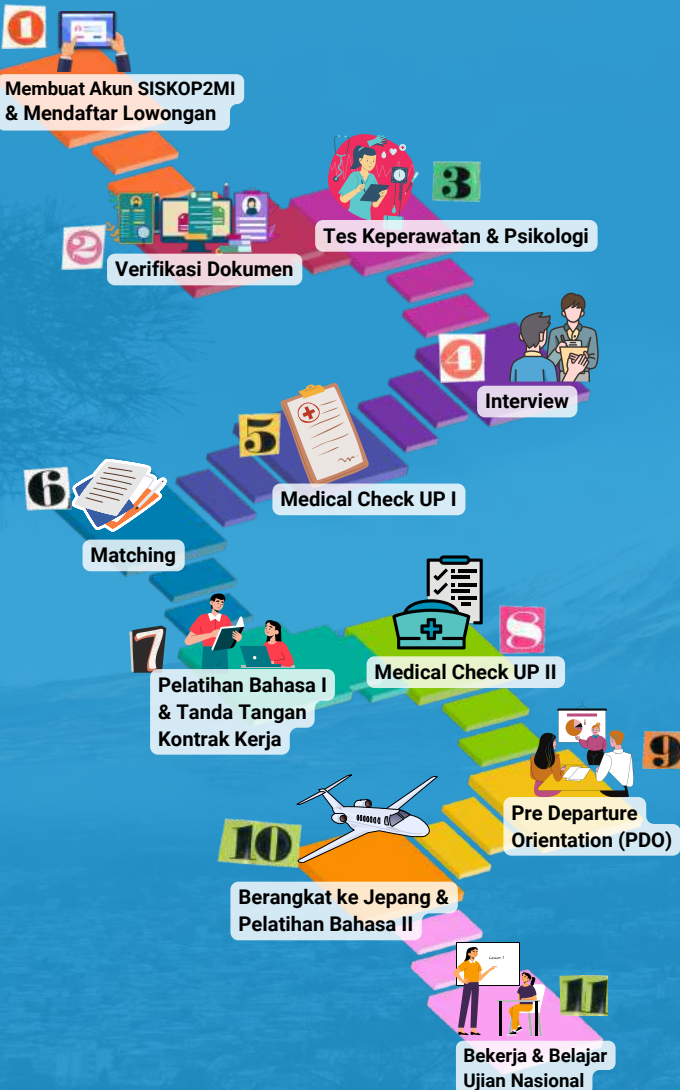 1
Membuat Akun SISKOP2MI
& Mendaftar Lowongan
2
Verifikasi Dokumen
3
Tes Keperawatan & Psikologi
4
Interview
5
Medical Check UP I
6
Matching
7
Pelatihan Bahasa I
& Tanda Tangan
Kontrak Kerja
8
Medical Check UP II
9
Pre Departure
Orientation (PDO)
10
Berangkat ke Jepang &
Pelatihan Bahasa II
11
Lesson 1
Bekerja & Belajar
Ujian Nasional